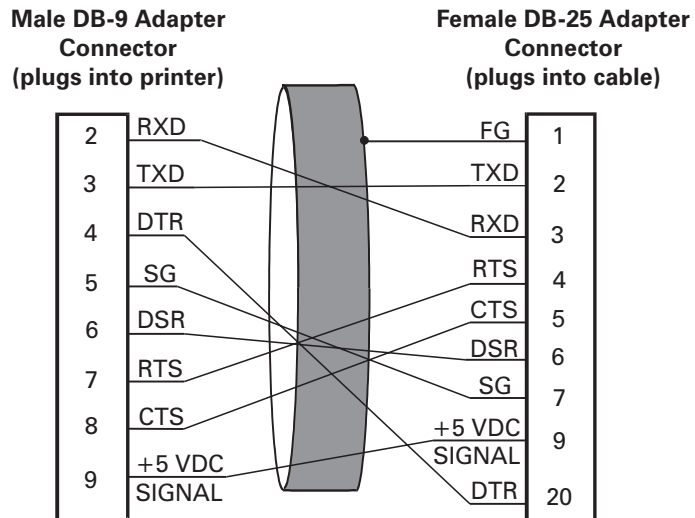 Male DB-9 Adapter
Connector
(plugs into printer)
Female DB-25 Adapter
Connector
(plugs into cable)
2 RXD
3 TXD
4 DTR
5 SG
6 DSR
7 RTS
8 CTS
9 +5 VDC
SIGNAL
FG 1
TXD 2
RXD 3
RTS 4
CTS 5
DSR 6
SG 7
+5 VDC 9
SIGNAL
DTR 20